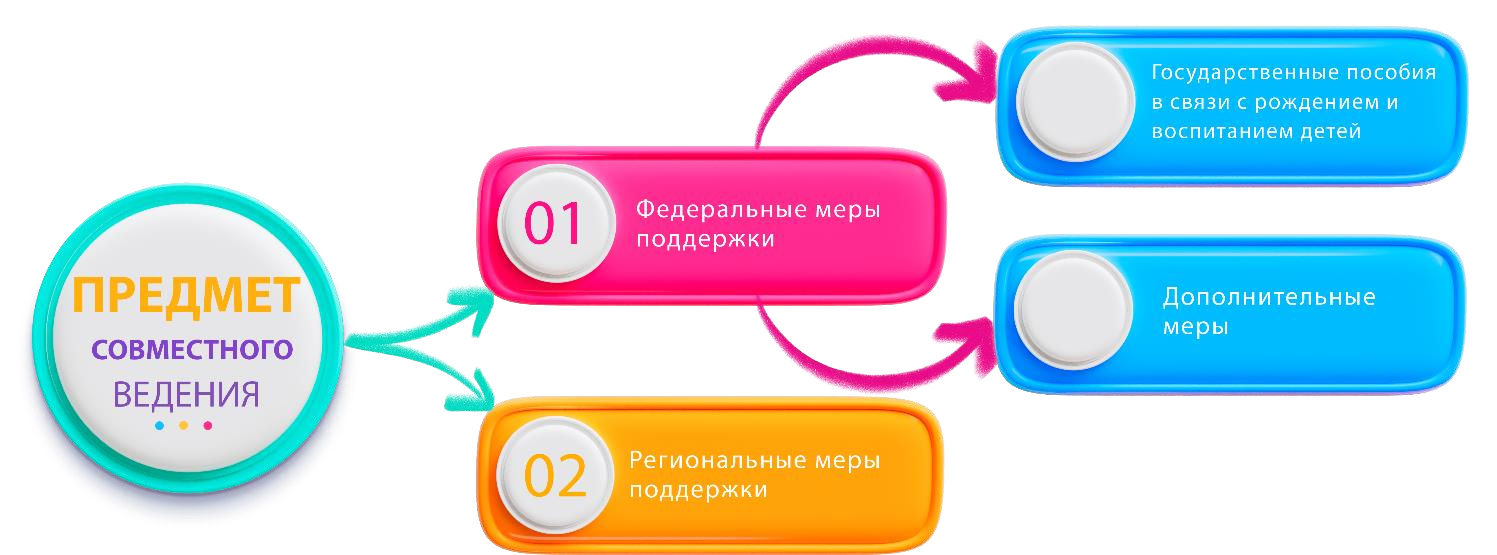 ПРЕДМЕТ
СОВМЕСТНОГО
ВЕДЕНИЯ
01
Федеральные меры
поддержки
02
Региональные меры
поддержки
Государственные пособия
в связи с рождением и
воспитанием детей
Дополнительные
меры